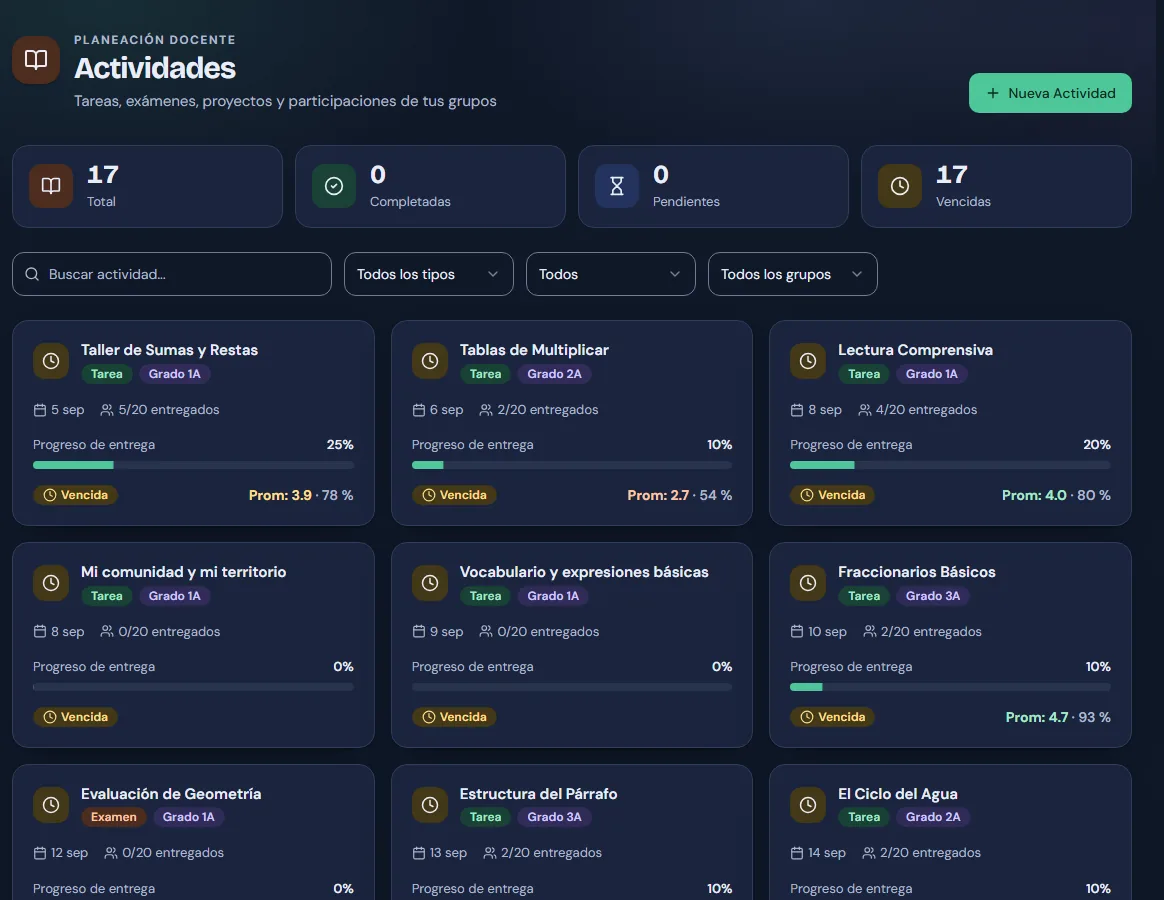 PLANEACIÓN DOCENTE
Actividades
Tareas, exámenes, proyectos y participaciones de tus grupos
+ Nueva Actividad
17
Total
0
Completadas
0
Pendientes
17
Vencidas
Buscar actividad...
Todos los tipos
Todos
Todos los grupos
Taller de Sumas y Restas
Tarea Grado 1A
5 sep 5/20 entregados
Progreso de entrega 25%
Vencida Prom: 3.9 · 78 %
Tablas de Multiplicar
Tarea Grado 2A
6 sep 2/20 entregados
Progreso de entrega 10%
Vencida Prom: 2.7 · 54 %
Lectura Comprensiva
Tarea Grado 1A
8 sep 4/20 entregados
Progreso de entrega 20%
Vencida Prom: 4.0 · 80 %
Mi comunidad y mi territorio
Tarea Grado 1A
8 sep 0/20 entregados
Progreso de entrega 0%
Vencida
Vocabulario y expresiones básicas
Tarea Grado 1A
9 sep 0/20 entregados
Progreso de entrega 0%
Vencida
Fraccionarios Básicos
Tarea Grado 3A
10 sep 2/20 entregados
Progreso de entrega 10%
Vencida Prom: 4.7 · 93 %
Evaluación de Geometría
Examen Grado 1A
12 sep 0/20 entregados
Progreso de entrega 0%
Estructura del Párrafo
Tarea Grado 3A
13 sep 2/20 entregados
Progreso de entrega 10%
El Ciclo del Agua
Tarea Grado 2A
14 sep 2/20 entregados
Progreso de entrega 10%